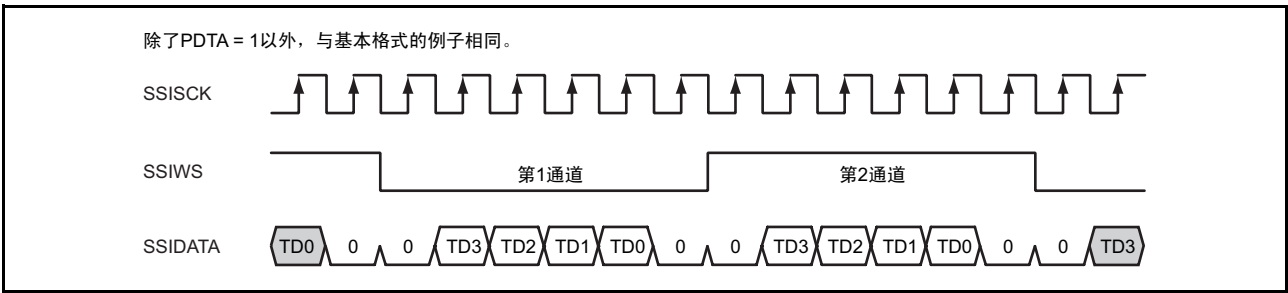 除了PDTA = 1以外，与基本格式的例子相同。
SSISCK
SSIWS 第1通道 第2通道
SSIDATA TD0 0 0 TD3 TD2 TD1 TD0 0 0 TD3 TD2 TD1 TD0 0 0 TD3